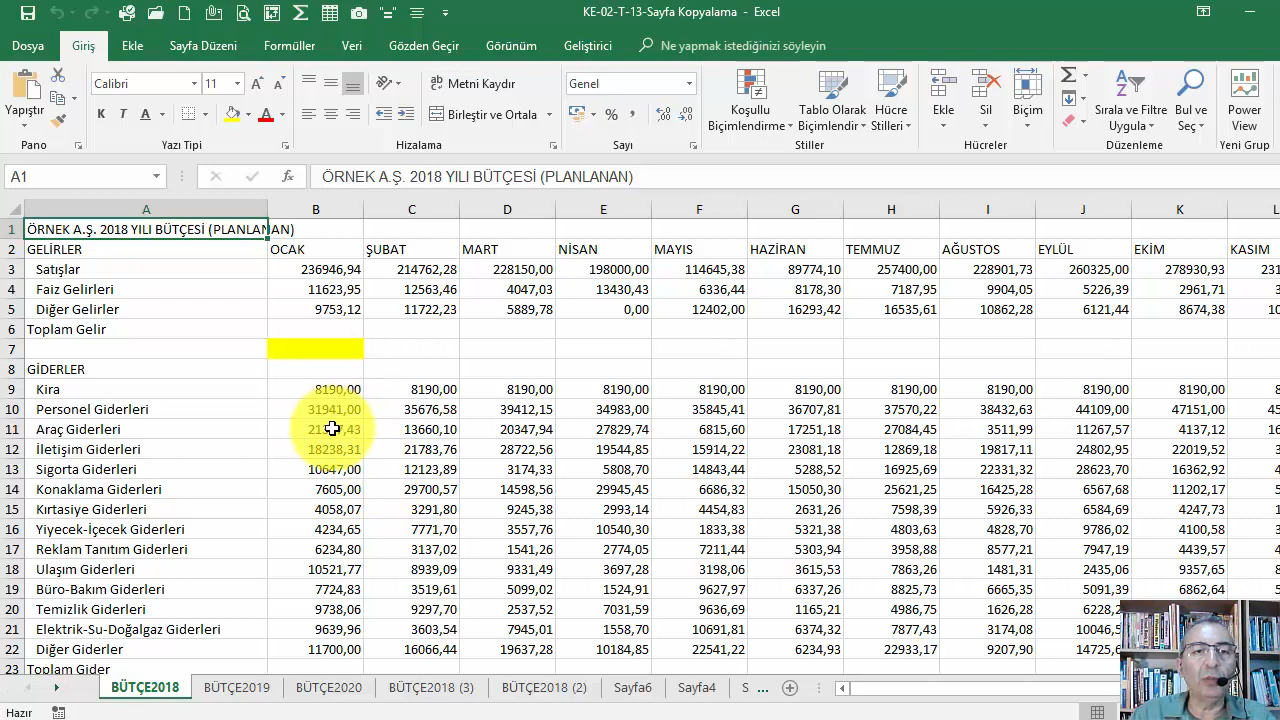 KE-02-T-13-Sayfa Kopyalama - Excel
Dosya Giriş Ekle Sayfa Düzeni Formüller Veri Gözden Geçir Görünüm Geliştirici Ne yapmak istediğinizi söyleyin
Yapıştır
Calibri 11
K T A
Metni Kaydır
Birleştir ve Ortala
Genel
Koşullu Biçimlendirme
Tablo Olarak Biçimlendir
Hücre Stilleri
Ekle Sil Biçim
Sırala ve Filtre Uygula
Bul ve Seç
Power View
Pano Yazı Tipi Hizalama Sayı Stiller Hücreler Düzenleme Yeni Grup
A1 fx ÖRNEK A.Ş. 2018 YILI BÜTÇESİ (PLANLANAN)
A B C D E F G H I J K L
1 ÖRNEK A.Ş. 2018 YILI BÜTÇESİ (PLANLANAN)
2 GELİRLER OCAK ŞUBAT MART NİSAN MAYIS HAZİRAN TEMMUZ AĞUSTOS EYLÜL EKİM KASIM
3 Satışlar 236946,94 214762,28 228150,00 198000,00 114645,38 89774,10 257400,00 228901,73 260325,00 278930,93 231
4 Faiz Gelirleri 11623,95 12563,46 4047,03 13430,43 6336,44 8178,30 7187,95 9904,05 5226,39 2961,71 3
5 Diğer Gelirler 9753,12 11722,23 5889,78 0,00 12402,00 16293,42 16535,61 10862,28 6121,44 8674,38 10
6 Toplam Gelir
7
8 GİDERLER
9 Kira 8190,00 8190,00 8190,00 8190,00 8190,00 8190,00 8190,00 8190,00 8190,00 8190,00 8
10 Personel Giderleri 31941,00 35676,58 39412,15 34983,00 35845,41 36707,81 37570,22 38432,63 44109,00 47151,00
11 Araç Giderleri 13660,10 20347,94 27829,74 6815,60 17251,18 27084,45 3511,99 11267,57 4137,12 16
12 İletişim Giderleri 18238,31 21783,76 28722,56 19544,85 15914,22 23081,18 12869,18 19817,11 24802,95 22019,52
13 Sigorta Giderleri 10647,00 12123,89 3174,33 5808,70 14843,44 5288,52 16925,69 22331,32 28623,70 16362,92
14 Konaklama Giderleri 7605,00 29700,57 14598,56 29945,45 6686,32 15050,30 25621,25 16425,28 6567,68 11202,17
15 Kırtasiye Giderleri 4058,07 3291,80 9245,38 2993,14 4454,83 2631,26 7598,39 5926,33 6584,69 4247,73
16 Yiyecek-İçecek Giderleri 4234,65 7771,70 3557,76 10540,30 1833,38 5321,38 4803,63 4828,70 9786,02 4100,58
17 Reklam Tanıtım Giderleri 6234,80 3137,02 1541,26 2774,05 7211,44 5303,94 3958,88 8577,21 7947,19 4439,57
18 Ulaşım Giderleri 10521,77 8939,09 9331,49 3697,28 3198,06 3615,53 7863,26 1481,31 2435,06 9357,65
19 Büro-Bakım Giderleri 7724,83 3519,61 5099,02 1524,91 9627,97 6337,26 8825,73 6665,35 5091,39 6862,64
20 Temizlik Giderleri 9738,06 9297,70 2537,52 7031,59 9636,69 1165,21 4986,75 1626,28 6228,2
21 Elektrik-Su-Doğalgaz Giderleri 9639,96 3603,54 7945,01 1558,70 10691,81 6374,32 7877,43 3174,08 10046,5
22 Diğer Giderler 11700,00 16066,44 19637,28 10184,85 22541,22 6234,93 22933,17 9207,90 14725,6
23 Toplam Gider
BÜTÇE2018 BÜTÇE2019 BÜTÇE2020 BÜTÇE2018 (3) BÜTÇE2018 (2) Sayfa6 Sayfa4 S ...
Hazır